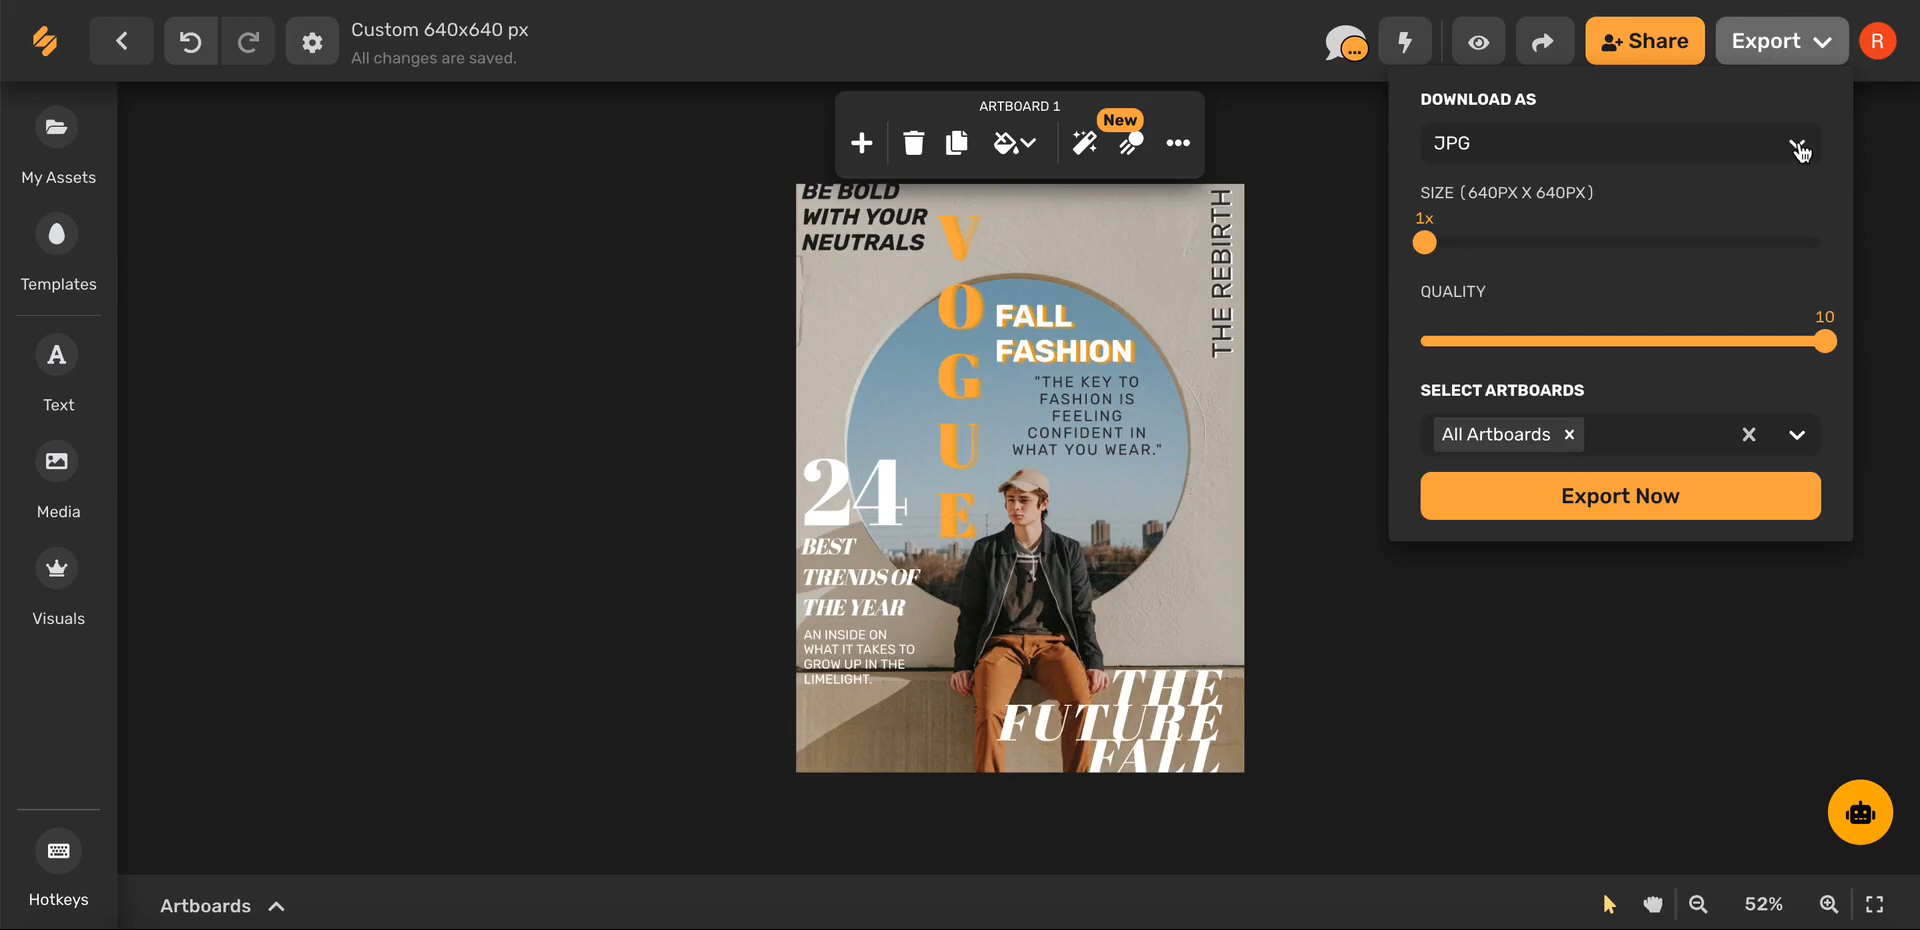 Custom 640x640 px
All changes are saved.
Share
Export
R
My Assets
Templates
Text
Media
Visuals
Hotkeys
ARTBOARD 1
New
BE BOLD
WITH YOUR
NEUTRALS
VOGUE
THE REBIRTH
FALL
FASHION
"THE KEY TO
FASHION IS
FEELING
CONFIDENT IN
WHAT YOU WEAR."
24
BEST
TRENDS OF
THE YEAR
AN INSIDE ON
WHAT IT TAKES TO
GROW UP IN THE
LIMELIGHT.
THE
FUTURE
FALL
DOWNLOAD AS
JPG
SIZE (640PX X 640PX)
1x
QUALITY
10
SELECT ARTBOARDS
All Artboards
Export Now
Artboards
52%